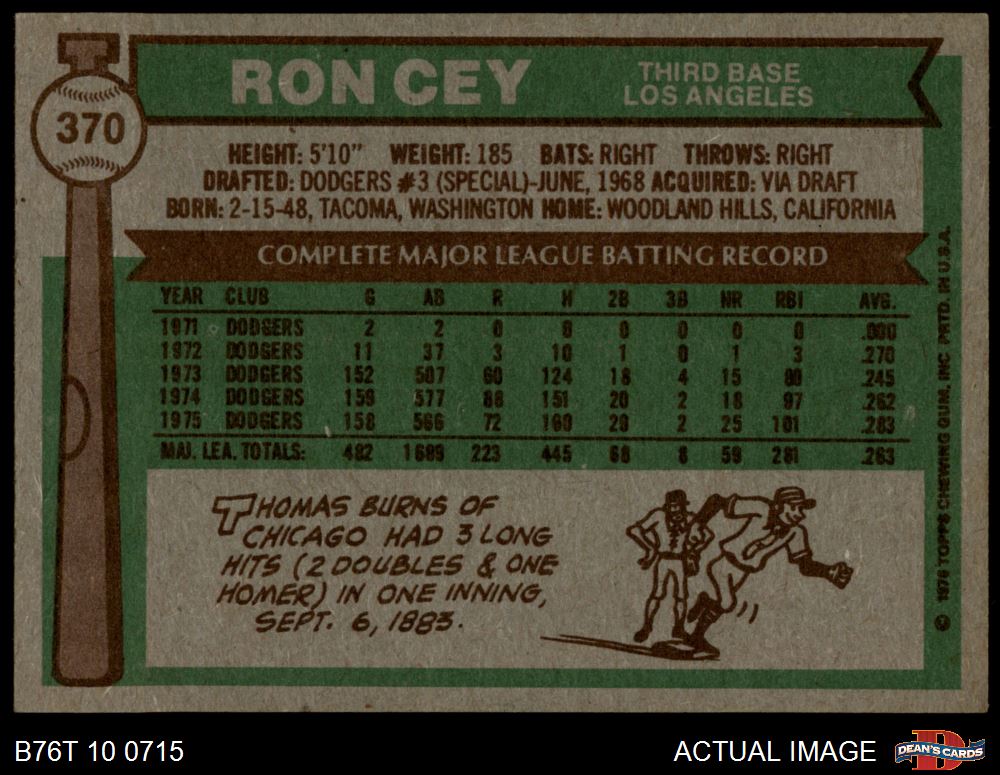 370
RON CEY
THIRD BASE
LOS ANGELES
HEIGHT: 5'10" WEIGHT: 185 BATS: RIGHT THROWS: RIGHT
DRAFTED: DODGERS #3 (SPECIAL)-JUNE, 1968 ACQUIRED: VIA DRAFT
BORN: 2-15-48, TACOMA, WASHINGTON HOME: WOODLAND HILLS, CALIFORNIA
COMPLETE MAJOR LEAGUE BATTING RECORD
YEAR CLUB G AB R H 2B 3B HR RBI AVG.
1971 DODGERS 2 2 0 0 0 0 0 0 .000
1972 DODGERS 11 37 3 10 1 0 1 3 .270
1973 DODGERS 152 507 60 124 18 4 15 80 .245
1974 DODGERS 159 577 88 151 20 2 18 97 .262
1975 DODGERS 158 566 72 160 29 2 25 101 .283
MAJ. LEA. TOTALS: 482 1689 223 445 68 8 59 281 .263
THOMAS BURNS OF
CHICAGO HAD 3 LONG
HITS (2 DOUBLES & ONE
HOMER) IN ONE INNING,
SEPT. 6, 1883.
© 1976 TOPPS CHEWING GUM, INC PRTD. IN U.S.A.
B76T 10 0715
ACTUAL IMAGE
D
DEAN'S CARDS